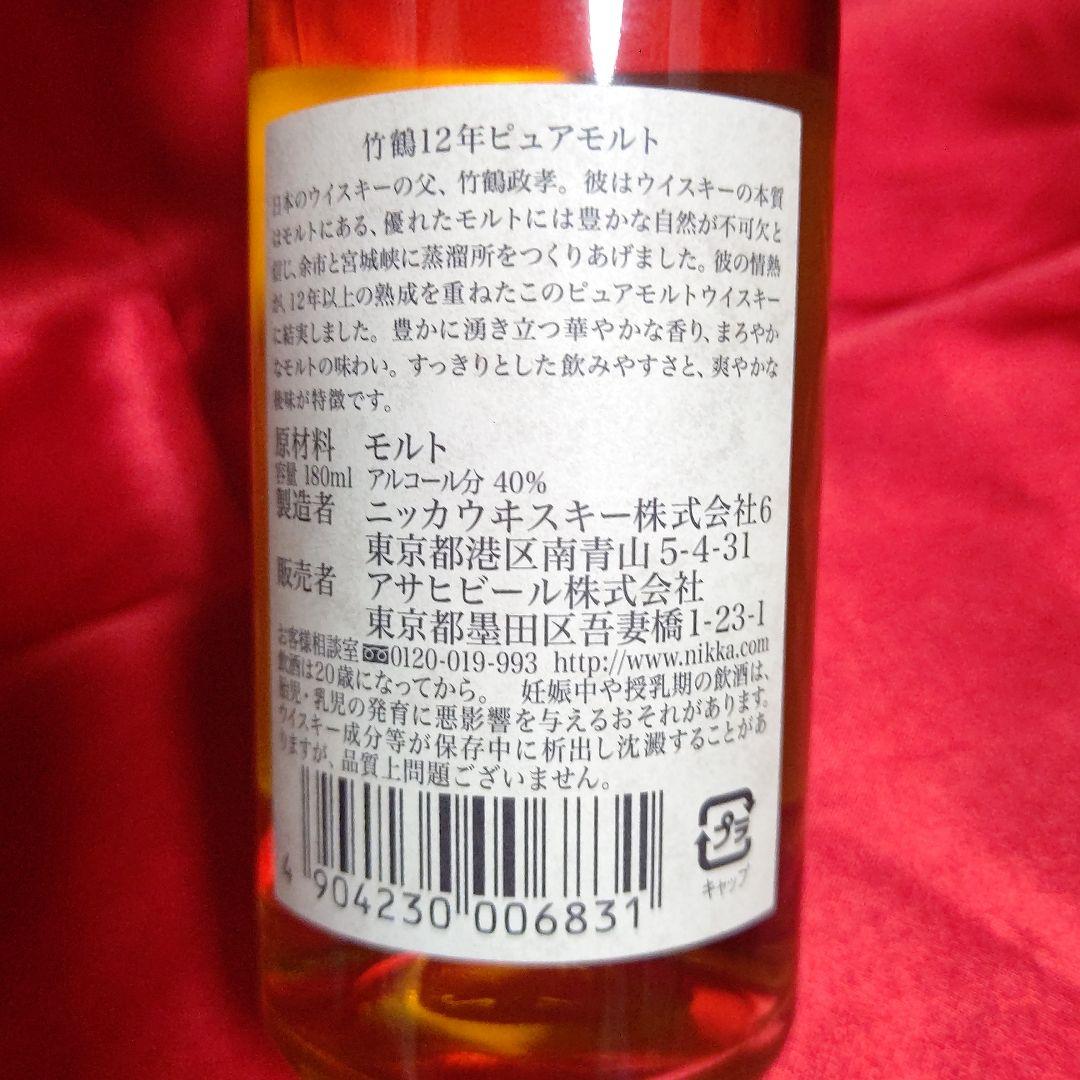 竹鶴12年ピュアモルト
日本のウイスキーの父、竹鶴政孝。彼はウイスキーの本質
はモルトにある、優れたモルトには豊かな自然が不可欠と
信じ、余市と宮城峡に蒸溜所をつくりあげました。彼の情熱
が、12年以上の熟成を重ねたこのピュアモルトウイスキー
に結実しました。豊かに湧き立つ華やかな香り、まろやか
なモルトの味わい。すっきりとした飲みやすさと、爽やかな
後味が特徴です。
原材料 モルト
容量 180ml アルコール分 40%
製造者 ニッカウヰスキー株式会社6
東京都港区南青山5-4-31
販売者 アサヒビール株式会社
東京都墨田区吾妻橋1-23-1
お客様相談室 0120-019-993 http://www.nikka.com
飲酒は20歳になってから。 妊娠中や授乳期の飲酒は、
胎児・乳児の発育に悪影響を与えるおそれがあります。
ウイスキー成分等が保存中に析出し沈澱することがあ
りますが、品質上問題ございません。
プラ
キャップ
4 904230 006831